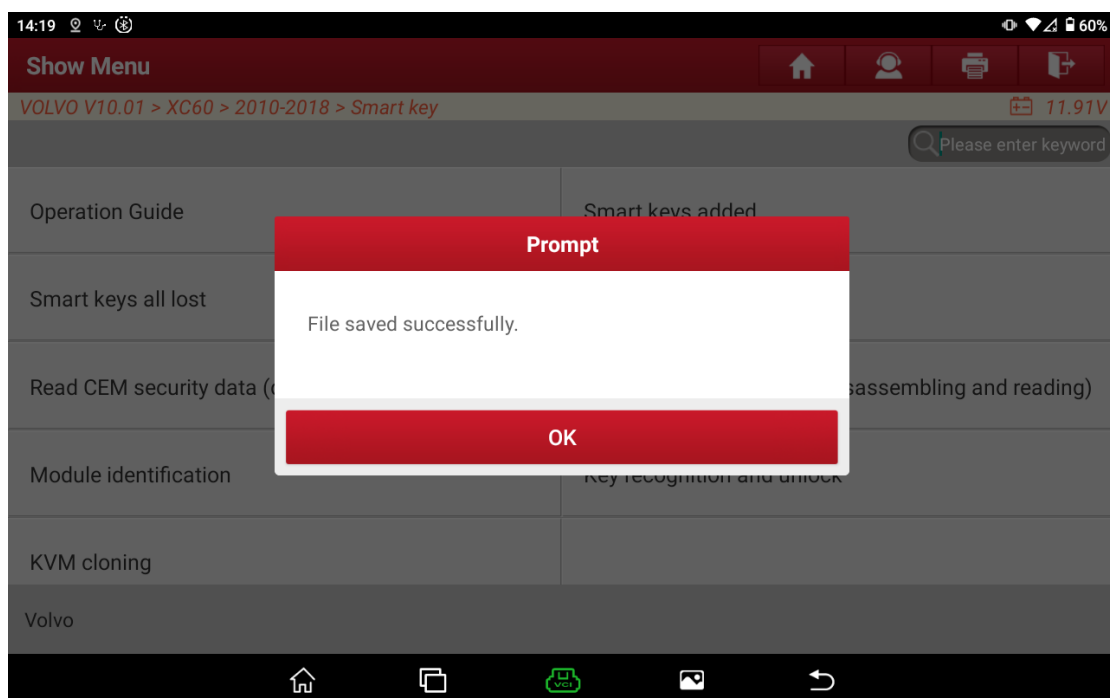 14:19
60%
Show Menu
VOLVO V10.01 > XC60 > 2010-2018 > Smart key
11.91V
Please enter keyword
Operation Guide
Smart keys added
Prompt
Smart keys all lost
File saved successfully.
Read CEM security data (
sassembling and reading)
OK
Module identification
Key recognition and unlock
KVM cloning
Volvo
VCI